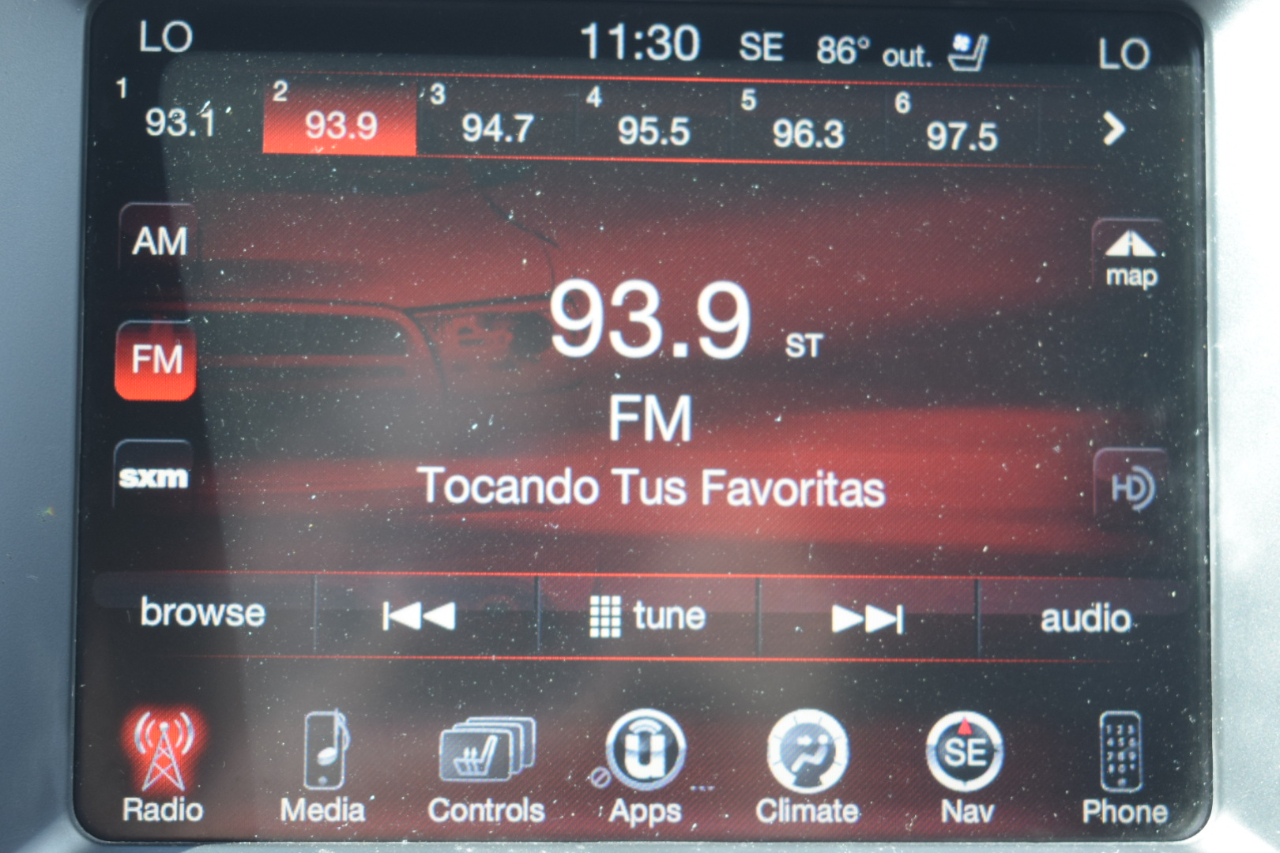 LO 11:30 SE 86° out. LO
1 2 3 4 5 6
93.1 93.9 94.7 95.5 96.3 97.5
AM
map
93.9 ST
FM
FM
sxm
Tocando Tus Favoritas
HD
browse tune audio
u
SE
Radio Media Controls Apps Climate Nav Phone